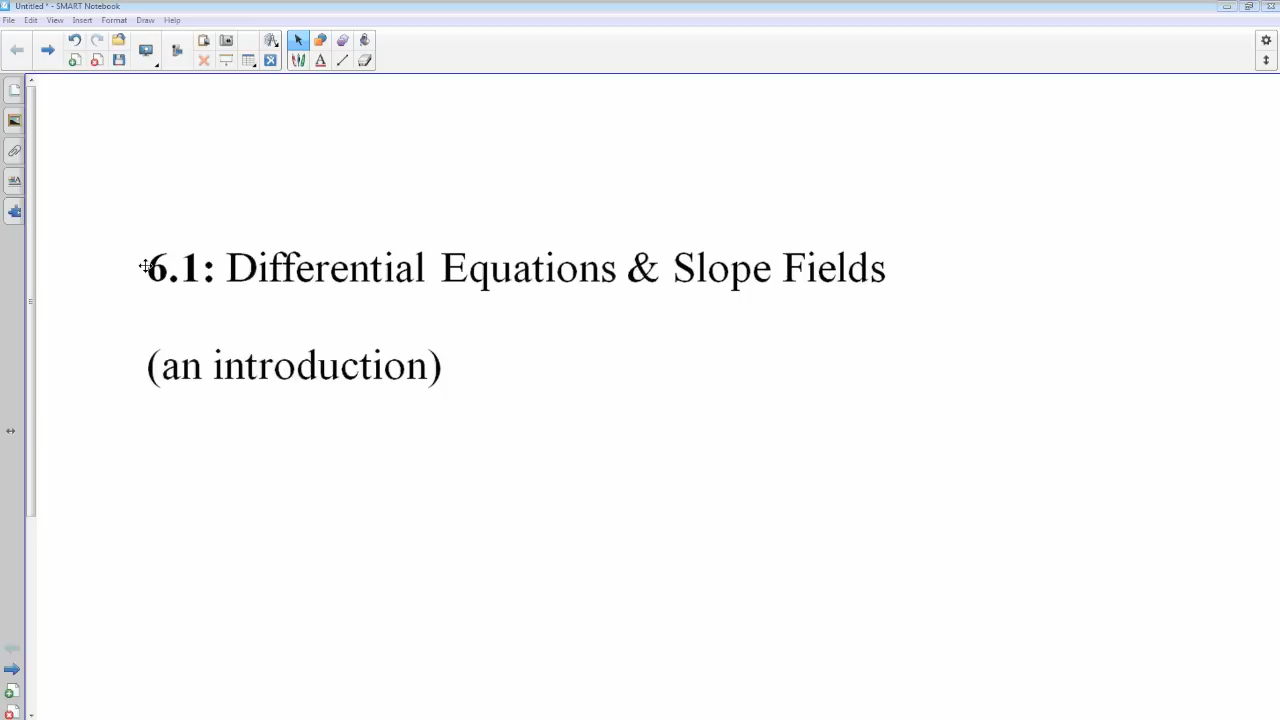 Untitled * - SMART Notebook
File Edit View Insert Format Draw Help
6.1: Differential Equations & Slope Fields
(an introduction)